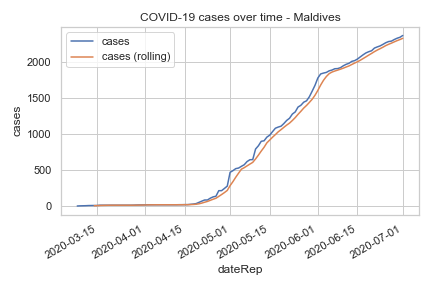 COVID-19 cases over time - Maldives
cases
cases (rolling)
cases
2000
1500
1000
500
0
2020-03-15
2020-04-01
2020-04-15
2020-05-01
2020-05-15
2020-06-01
2020-06-15
2020-07-01
dateRep